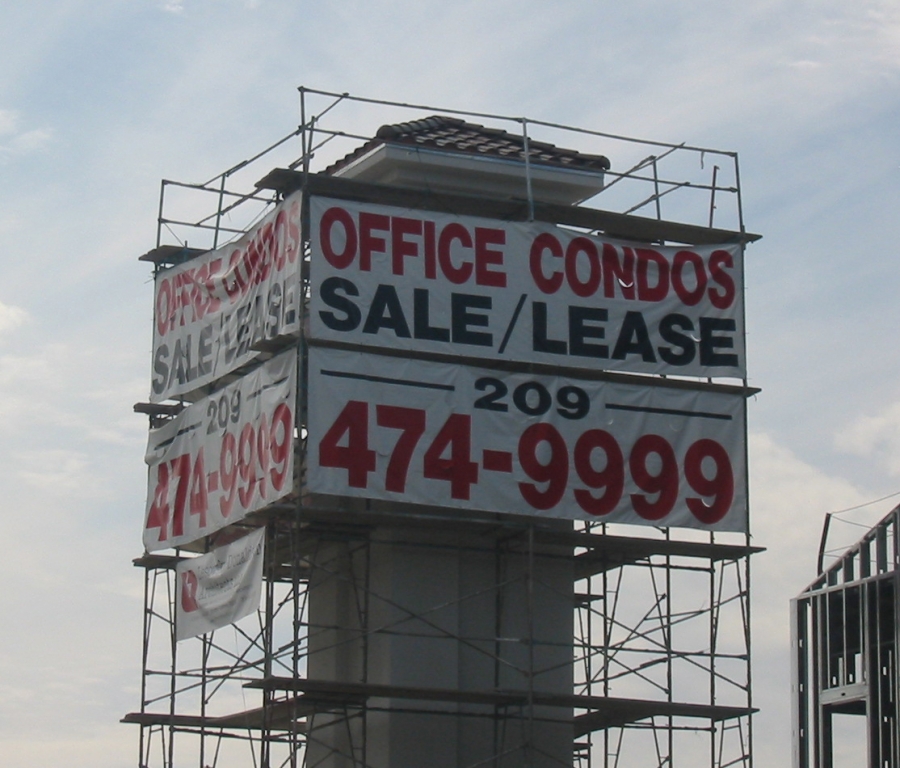 OFFICE CONDOS
SALE/LEASE
209
474-9999
OFFICE CONDOS
SALE/LEASE
209
474-9999